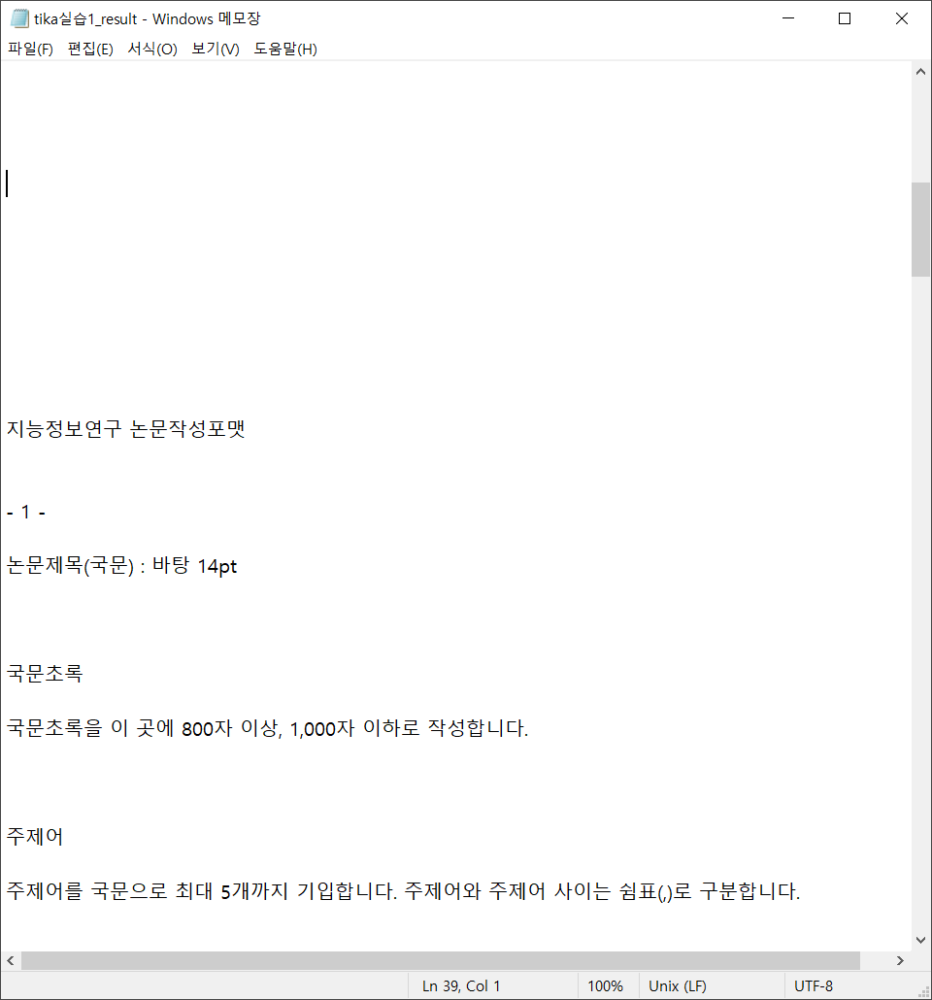 tika실습1_result - Windows 메모장
파일(F) 편집(E) 서식(O) 보기(V) 도움말(H)
지능정보연구 논문작성포맷
- 1 -
논문제목(국문) : 바탕 14pt
국문초록
국문초록을 이 곳에 800자 이상, 1,000자 이하로 작성합니다.
주제어
주제어를 국문으로 최대 5개까지 기입합니다. 주제어와 주제어 사이는 쉼표(,)로 구분합니다.
Ln 39, Col 1 100% Unix (LF) UTF-8